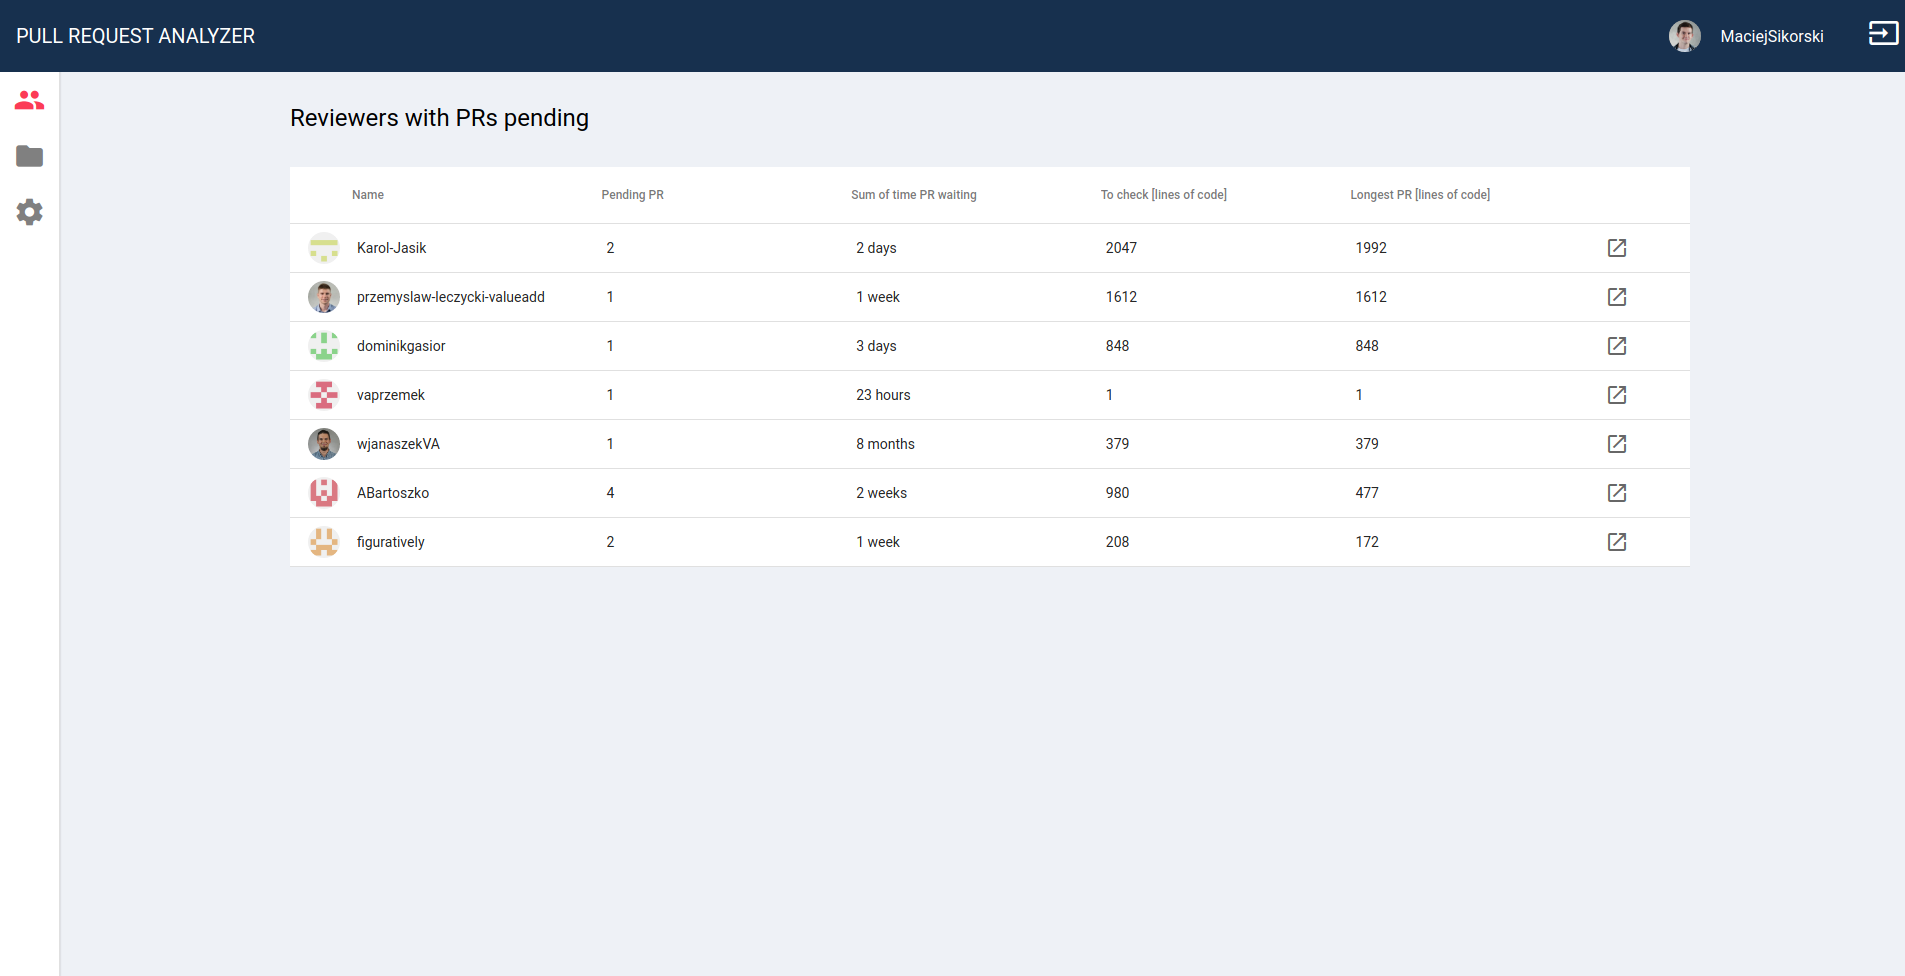 PULL REQUEST ANALYZER MaciejSikorski
Reviewers with PRs pending
Name Pending PR Sum of time PR waiting To check [lines of code] Longest PR [lines of code]
Karol-Jasik 2 2 days 2047 1992
przemyslaw-leczycki-valueadd 1 1 week 1612 1612
dominikgasior 1 3 days 848 848
vaprzemek 1 23 hours 1 1
wjanaszekVA 1 8 months 379 379
ABartoszko 4 2 weeks 980 477
figuratively 2 1 week 208 172